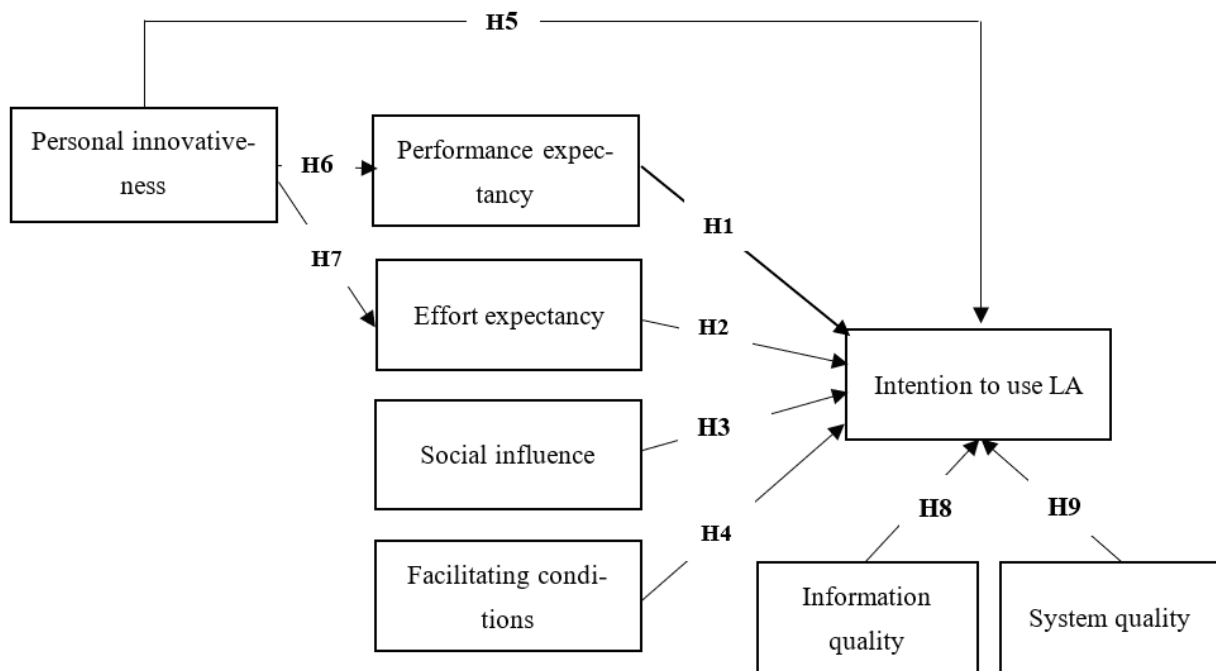 H5
Personal innovative-
ness
H6
Performance expec-
tancy
H1
H7
Effort expectancy
H2
Intention to use LA
Social influence
H3
H4
Facilitating condi-
tions
H8
H9
Information
quality
System quality